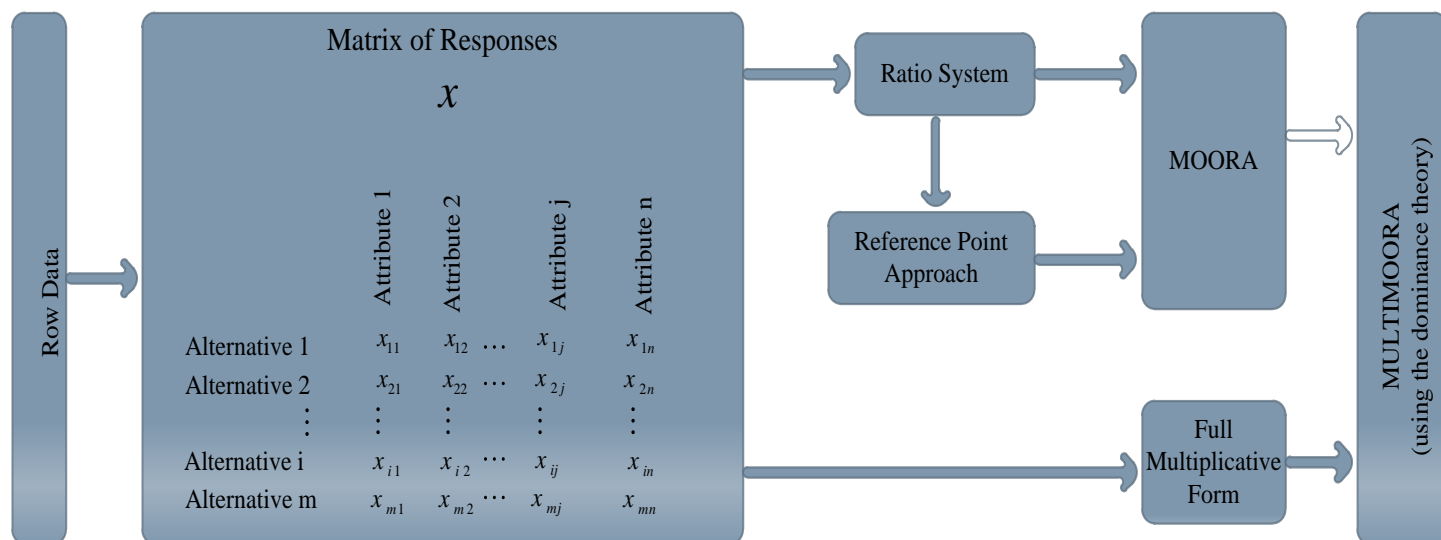 Row Data
Matrix of Responses
x
Attribute 1
Attribute 2
Attribute j
Attribute n
Alternative 1 x11 x12 ⋯ x1j x1n
Alternative 2 x21 x22 ⋯ x2j x2n
⋮ ⋮ ⋮ ⋮ ⋮
Alternative i xi1 xi2 ⋯ xij xin
Alternative m xm1 xm2 ⋯ xmj xmn
Ratio System
Reference Point
Approach
MOORA
Full
Multiplicative
Form
MULTIMOORA
(using the dominance theory)